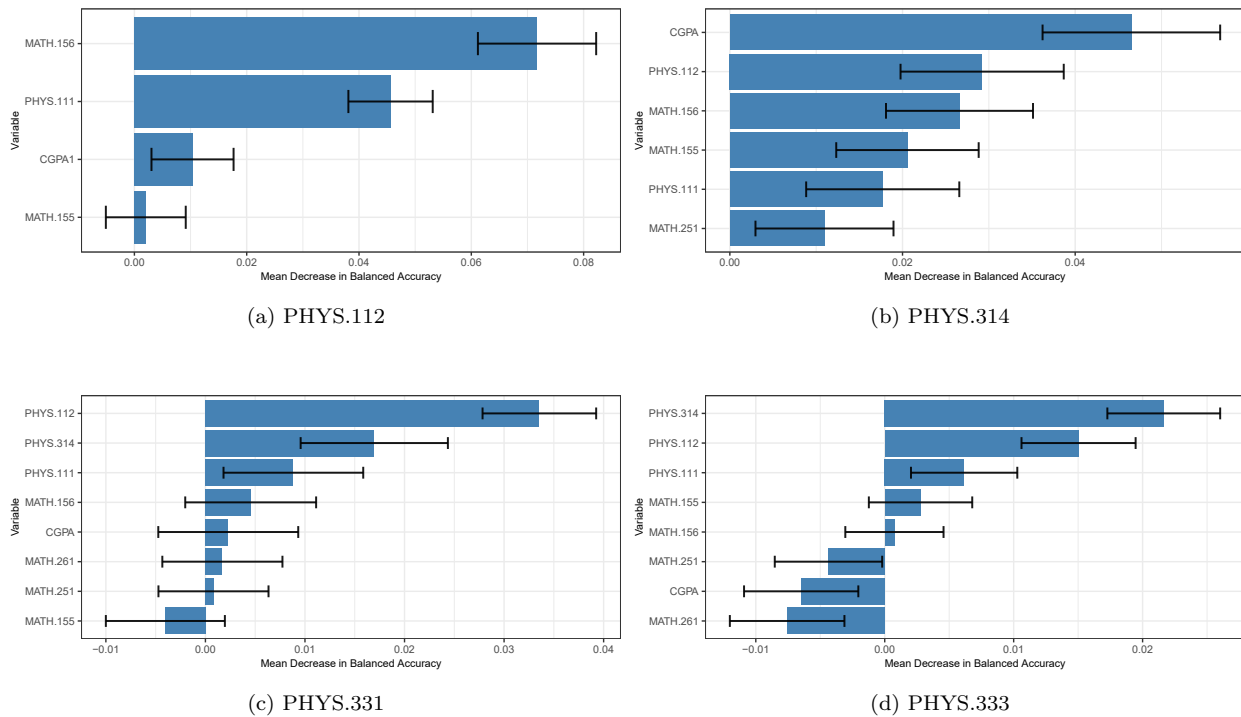 MATH.156
PHYS.111
CGPA1
MATH.155
Variable
0.00 0.02 0.04 0.06 0.08
Mean Decrease in Balanced Accuracy
(a) PHYS.112
CGPA
PHYS.112
MATH.156
MATH.155
PHYS.111
MATH.251
Variable
0.00 0.02 0.04
Mean Decrease in Balanced Accuracy
(b) PHYS.314
PHYS.112
PHYS.314
PHYS.111
MATH.156
CGPA
MATH.261
MATH.251
MATH.155
Variable
−0.01 0.00 0.01 0.02 0.03 0.04
Mean Decrease in Balanced Accuracy
(c) PHYS.331
PHYS.314
PHYS.112
PHYS.111
MATH.155
MATH.156
MATH.251
CGPA
MATH.261
Variable
−0.01 0.00 0.01 0.02
Mean Decrease in Balanced Accuracy
(d) PHYS.333